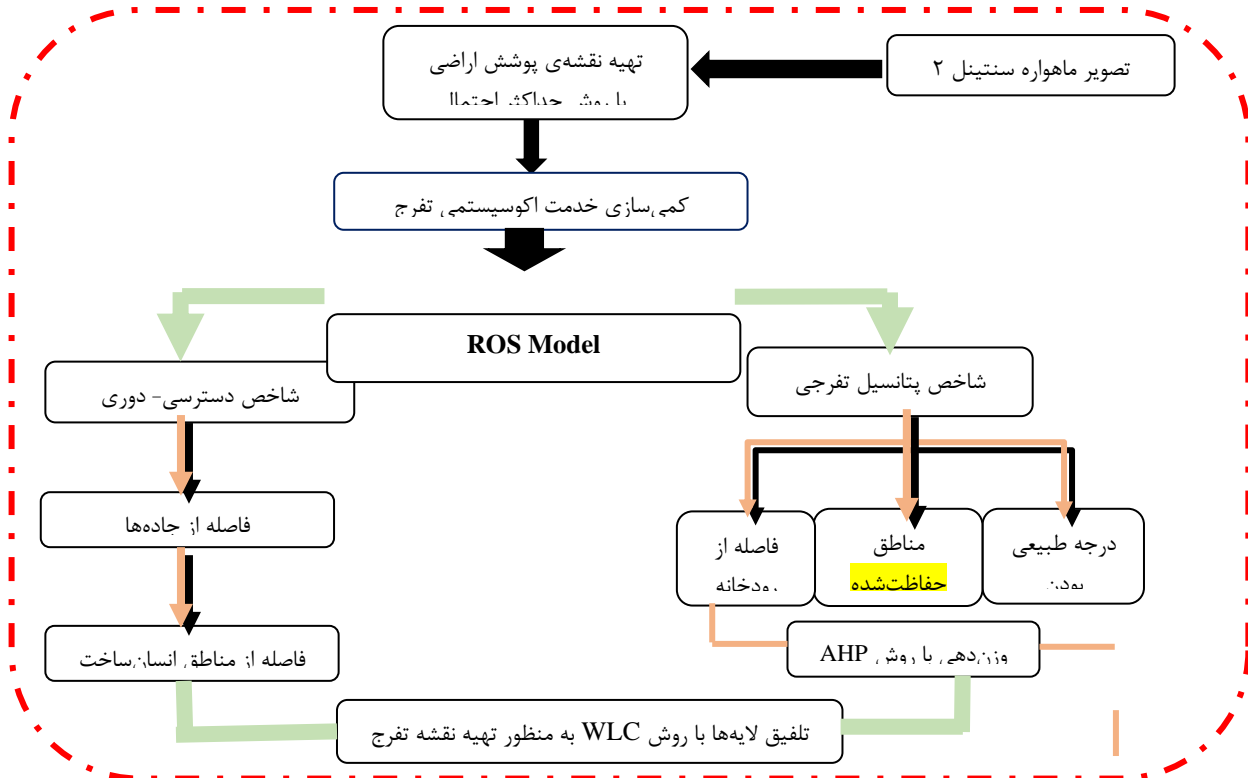 تصویر ماهواره سنتینل ۲
تهیه نقشه‌ی پوشش اراضی
با روش حداکثر احتمال
کمی‌سازی خدمت اکوسیستمی تفرج
ROS Model
شاخص پتانسیل تفرجی
شاخص دسترسی- دوری
درجه طبیعی
بودن
مناطق
حفاظت‌شده
فاصله از
رودخانه
فاصله از جاده‌ها
فاصله از مناطق انسان‌ساخت
وزن‌دهی با روش AHP
تلفیق لایه‌ها با روش WLC به منظور تهیه نقشه تفرج